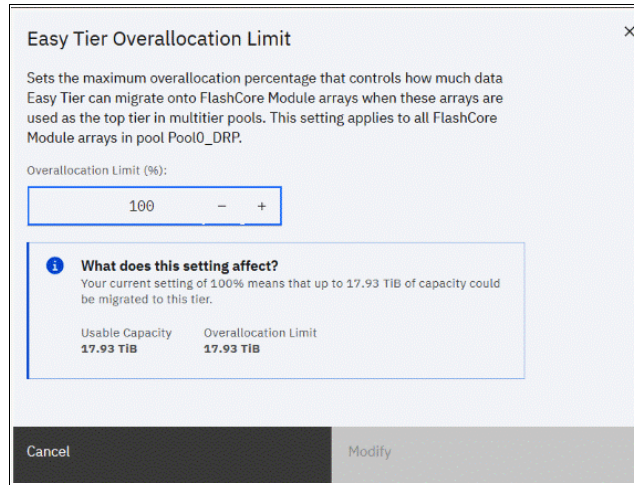 Easy Tier Overallocation Limit
Sets the maximum overallocation percentage that controls how much data
Easy Tier can migrate onto FlashCore Module arrays when these arrays are
used as the top tier in multitier pools. This setting applies to all FlashCore
Module arrays in pool Pool0_DRP.
Overallocation Limit (%):
100 − +
What does this setting affect?
Your current setting of 100% means that up to 17.93 TiB of capacity could
be migrated to this tier.
Usable Capacity Overallocation Limit
17.93 TiB 17.93 TiB
Cancel Modify